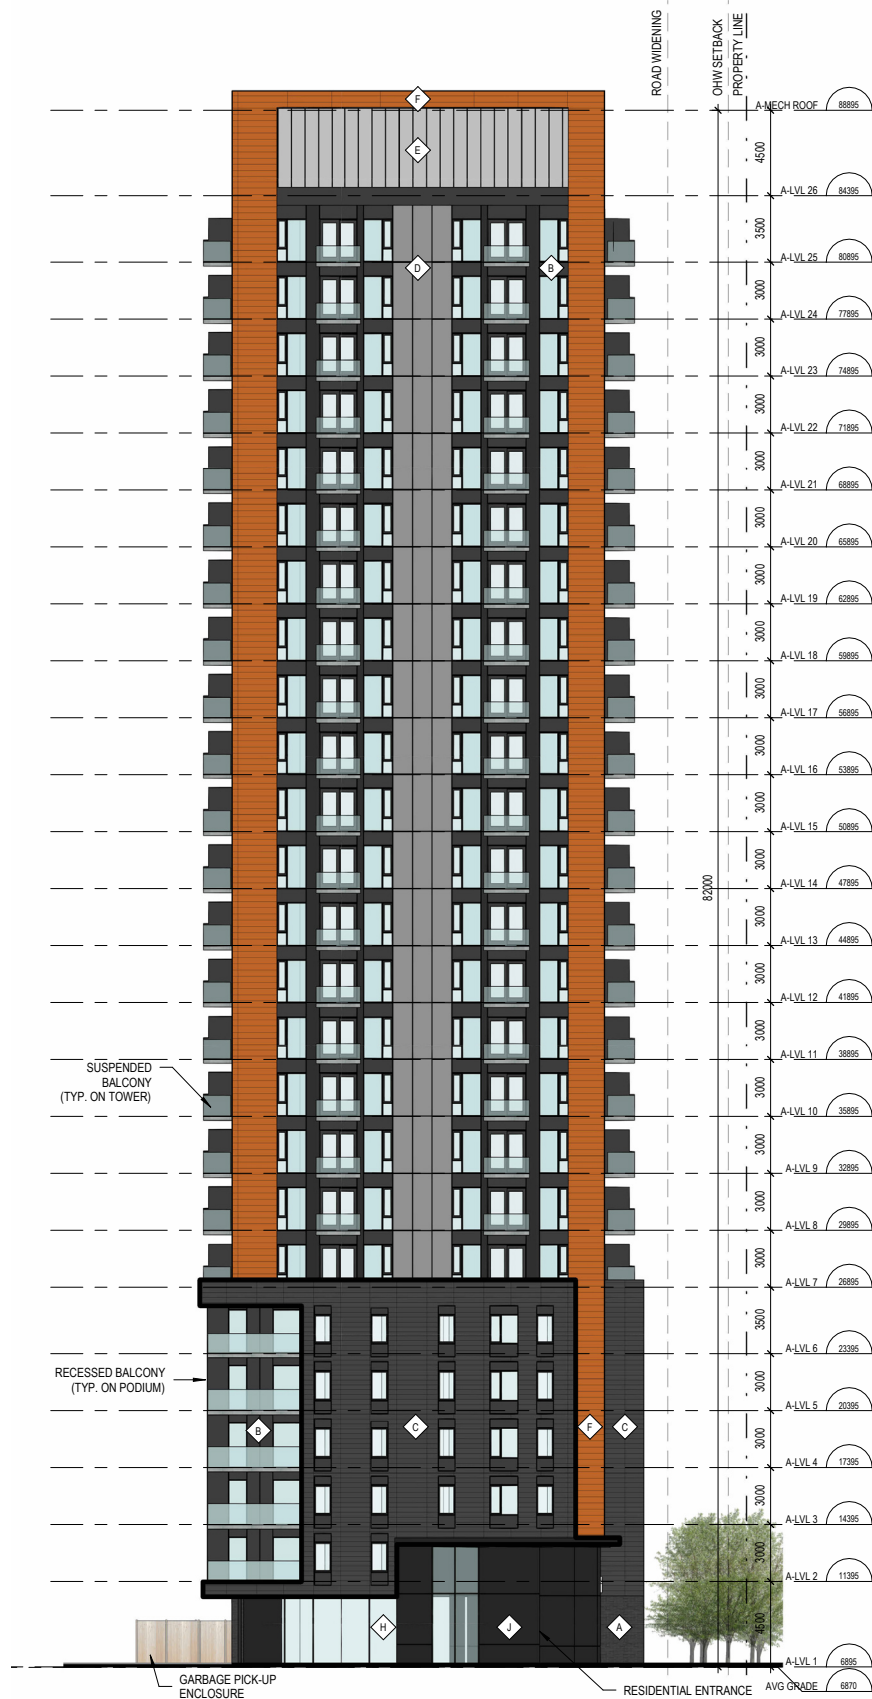 ROAD WIDENING
OHW SETBACK
PROPERTY LINE
A-MECH ROOF 88895
F
4500
E
A-LVL 26 84395
3500
D
B
A-LVL 25 80895
3000
A-LVL 24 77895
3000
A-LVL 23 74895
3000
A-LVL 22 71895
3000
A-LVL 21 68895
3000
A-LVL 20 65895
3000
A-LVL 19 62895
3000
A-LVL 18 59895
3000
A-LVL 17 56895
3000
A-LVL 16 53895
3000
A-LVL 15 50895
3000
A-LVL 14 47895
82000
3000
A-LVL 13 44895
3000
A-LVL 12 41895
3000
A-LVL 11 38895
SUSPENDED
BALCONY
(TYP. ON TOWER)
3000
A-LVL 10 35895
3000
A-LVL 9 32895
3000
A-LVL 8 29895
3000
A-LVL 7 26895
3500
A-LVL 6 23395
RECESSED BALCONY
(TYP. ON PODIUM)
3000
A-LVL 5 20395
B
C
F
C
3000
A-LVL 4 17395
3000
A-LVL 3 14395
3000
A-LVL 2 11395
4500
H
J
A
A-LVL 1 6895
GARBAGE PICK-UP
ENCLOSURE
RESIDENTIAL ENTRANCE
AVG GRADE 6870